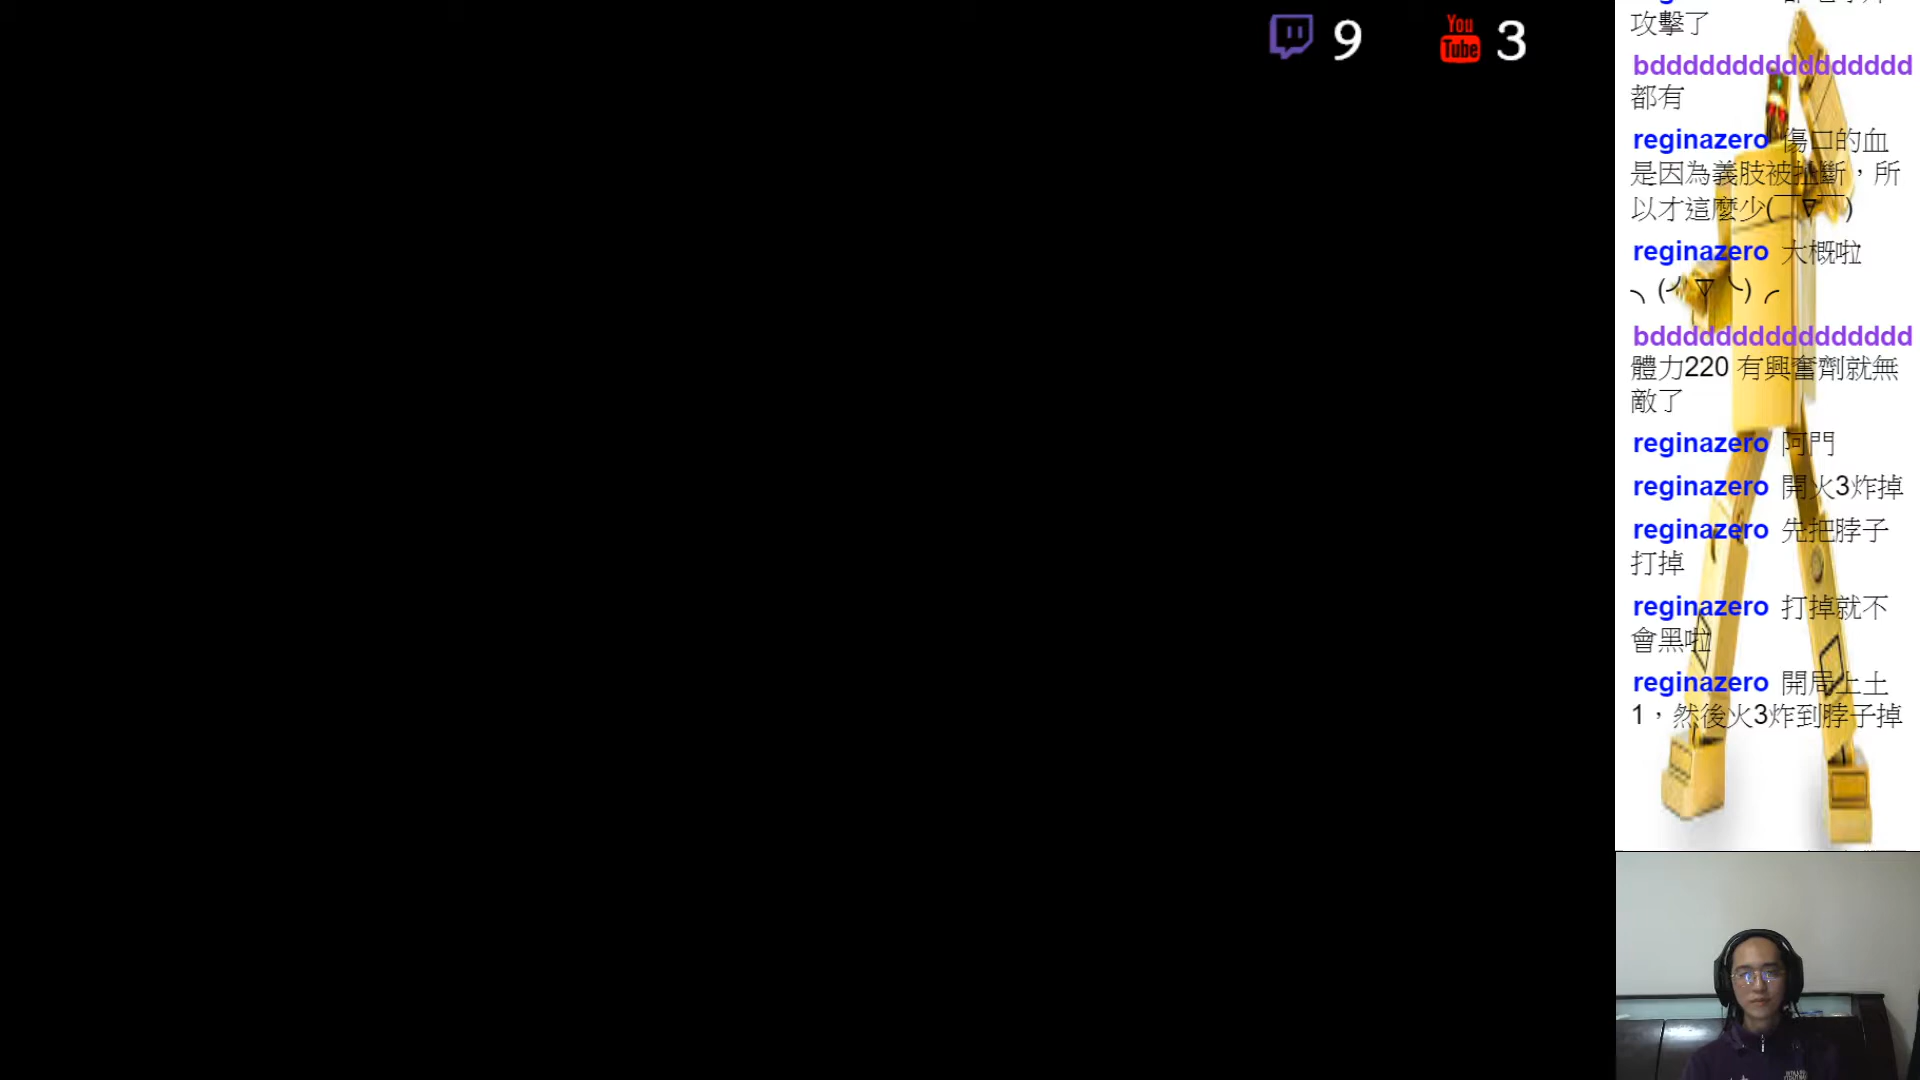 9
You
Tube
3
攻擊了
bdddddddddddddddd
都有
reginazero 傷口的血
是因為義肢被扯斷，所
以才這麼少(￣▽￣)
reginazero 大概啦
╮(╯▽╰)╭
bdddddddddddddddd
體力220 有興奮劑就無
敵了
reginazero 阿門
reginazero 開火3炸掉
reginazero 先把脖子
打掉
reginazero 打掉就不
會黑啦
reginazero 開局上土
1，然後火3炸到脖子掉